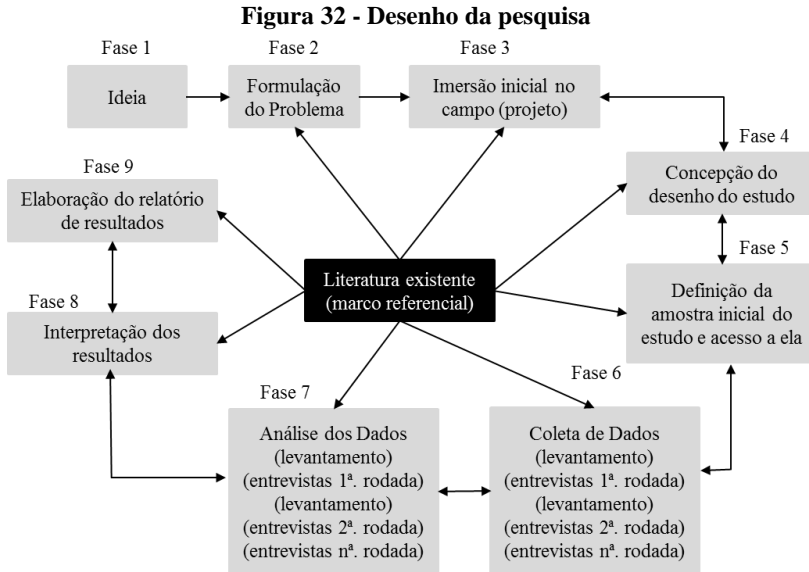 Figura 32 - Desenho da pesquisa
Fase 1
Ideia
Fase 2
Formulação
do Problema
Fase 3
Imersão inicial no
campo (projeto)
Fase 4
Concepção do
desenho do estudo
Fase 5
Definição da
amostra inicial do
estudo e acesso a ela
Fase 6
Coleta de Dados
(levantamento)
(entrevistas 1ª. rodada)
(levantamento)
(entrevistas 2ª. rodada)
(entrevistas nª. rodada)
Fase 7
Análise dos Dados
(levantamento)
(entrevistas 1ª. rodada)
(levantamento)
(entrevistas 2ª. rodada)
(entrevistas nª. rodada)
Fase 8
Interpretação dos
resultados
Fase 9
Elaboração do relatório
de resultados
Literatura existente
(marco referencial)